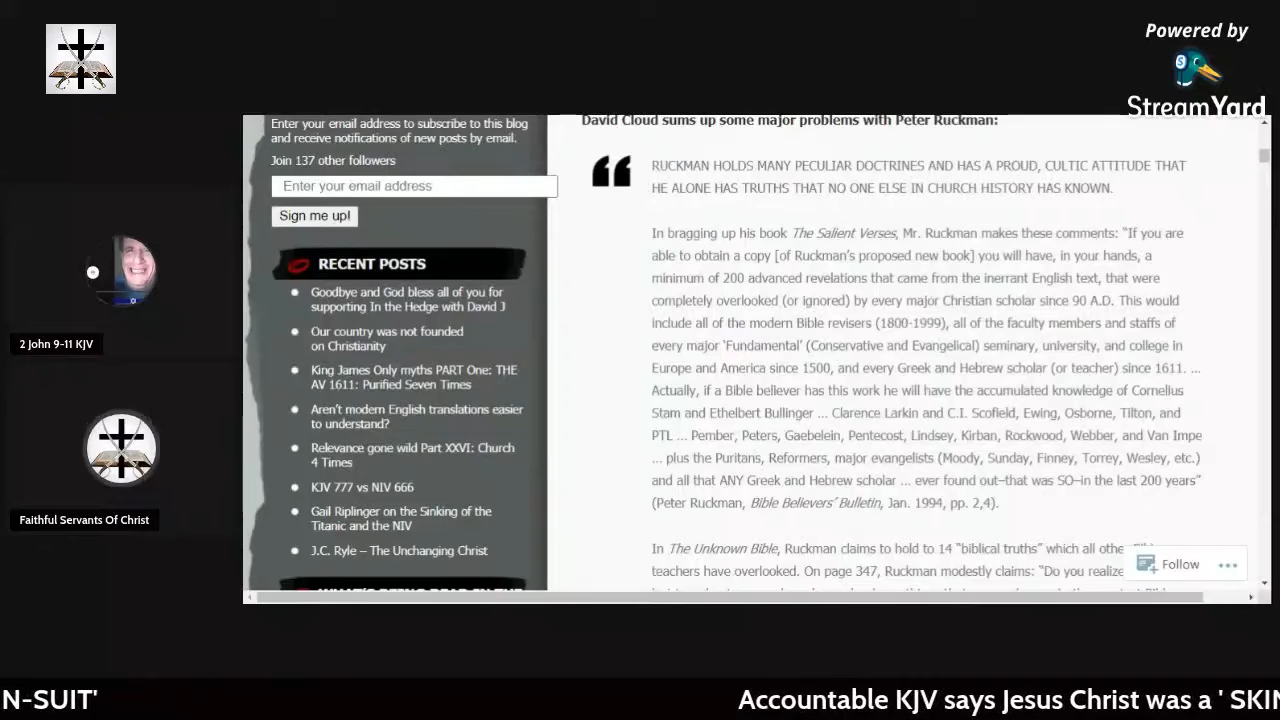 Powered by
StreamYard
Enter your email address to subscribe to this blog
and receive notifications of new posts by email.
Join 137 other followers
Enter your email address
Sign me up!
RECENT POSTS
Goodbye and God bless all of you for
supporting In the Hedge with David J
Our country was not founded
on Christianity
King James Only myths PART One: THE
AV 1611: Purified Seven Times
Aren't modern English translations easier
to understand?
Relevance gone wild Part XXVI: Church
4 Times
KJV 777 vs NIV 666
Gail Riplinger on the Sinking of the
Titanic and the NIV
J.C. Ryle – The Unchanging Christ
David Cloud sums up some major problems with Peter Ruckman:
RUCKMAN HOLDS MANY PECULIAR DOCTRINES AND HAS A PROUD, CULTIC ATTITUDE THAT
HE ALONE HAS TRUTHS THAT NO ONE ELSE IN CHURCH HISTORY HAS KNOWN.
In bragging up his book The Salient Verses, Mr. Ruckman makes these comments: “If you are
able to obtain a copy [of Ruckman's proposed new book] you will have, in your hands, a
minimum of 200 advanced revelations that came from the inerrant English text, that were
completely overlooked (or ignored) by every major Christian scholar since 90 A.D. This would
include all of the modern Bible revisers (1800-1999), all of the faculty members and staffs of
every major ‘Fundamental’ (Conservative and Evangelical) seminary, university, and college in
Europe and America since 1500, and every Greek and Hebrew scholar (or teacher) since 1611. ...
Actually, if a Bible believer has this work he will have the accumulated knowledge of Cornelius
Stam and Ethelbert Bullinger ... Clarence Larkin and C.I. Scofield, Ewing, Osborne, Tilton, and
PTL ... Pember, Peters, Gaebelein, Pentecost, Lindsey, Kirban, Rockwood, Webber, and Van Impe
... plus the Puritans, Reformers, major evangelists (Moody, Sunday, Finney, Torrey, Wesley, etc.)
and all that ANY Greek and Hebrew scholar ... ever found out–that was SO–in the last 200 years”
(Peter Ruckman, Bible Believers’ Bulletin, Jan. 1994, pp. 2,4).
In The Unknown Bible, Ruckman claims to hold to 14 “biblical truths” which all othe
teachers have overlooked. On page 347, Ruckman modestly claims: “Do you realize
Follow
2 John 9-11 KJV
Faithful Servants Of Christ
N-SUIT'
Accountable KJV says Jesus Christ was a ' SKIN